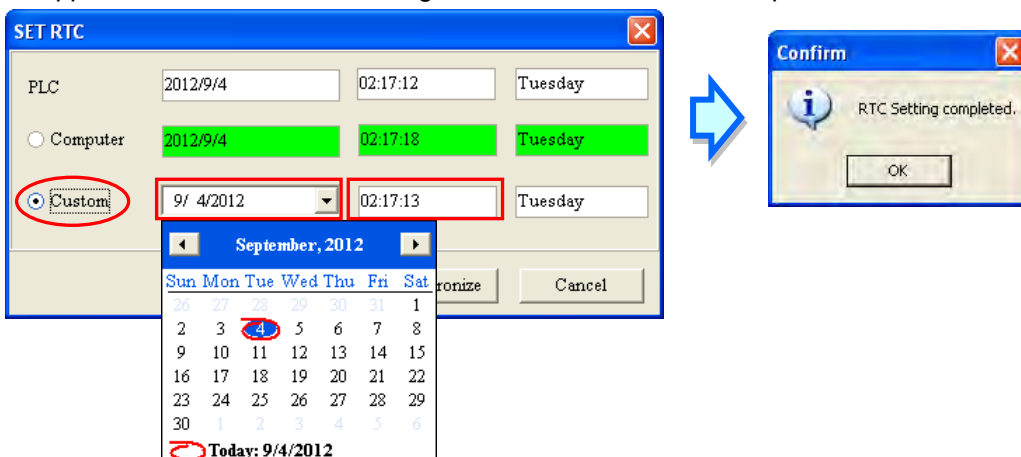 SET RTC
PLC 2012/9/4 02:17:12 Tuesday
Computer 2012/9/4 02:17:18 Tuesday
Custom 9/ 4/2012 02:17:13 Tuesday
September, 2012
Sun Mon Tue Wed Thu Fri Sat
26 27 28 29 30 31 1
2 3 4 5 6 7 8
9 10 11 12 13 14 15
16 17 18 19 20 21 22
23 24 25 26 27 28 29
30 1 2 3 4 5 6
Today: 9/4/2012
ronize Cancel
Confirm
RTC Setting completed.
OK